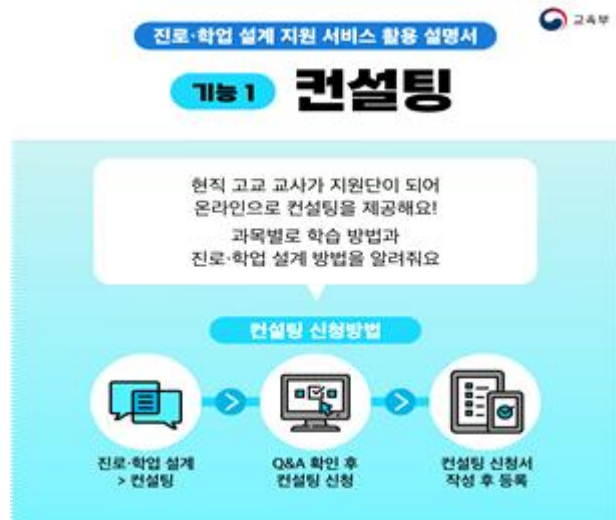 교육부
진로·학업 설계 지원 서비스 활용 설명서
기능 1 컨설팅
현직 고교 교사가 지원단이 되어
온라인으로 컨설팅을 제공해요!
과목별로 학습 방법과
진로·학업 설계 방법을 알려줘요
컨설팅 신청방법
진로·학업 설계
> 컨설팅
Q&A 확인 후
컨설팅 신청
컨설팅 신청서
작성 후 등록